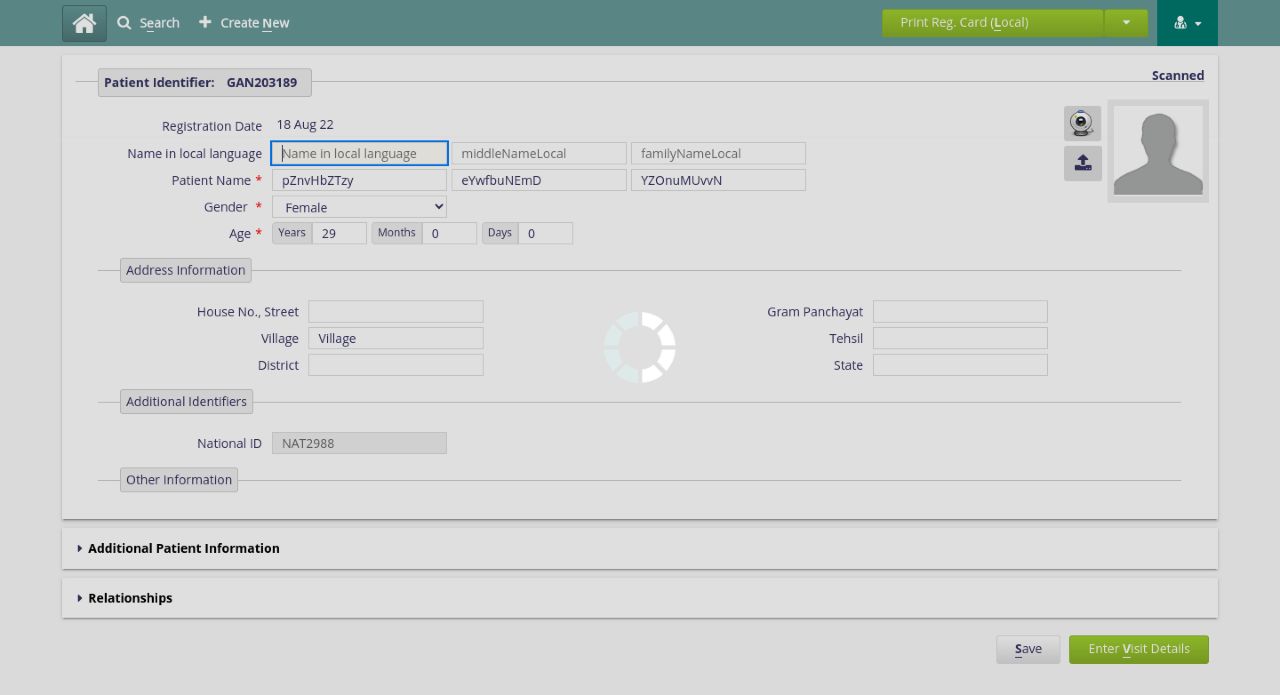 Search
Create New
Print Reg. Card (Local)
Patient Identifier: GAN203189
Scanned
Registration Date 18 Aug 22
Name in local language Name in local language middleNameLocal familyNameLocal
Patient Name * pZnvHbZTzy eYwfbuNEmD YZOnuMUvvN
Gender * Female
Age * Years 29 Months 0 Days 0
Address Information
House No., Street Gram Panchayat
Village Village Tehsil
District State
Additional Identifiers
National ID NAT2988
Other Information
Additional Patient Information
Relationships
Save Enter Visit Details